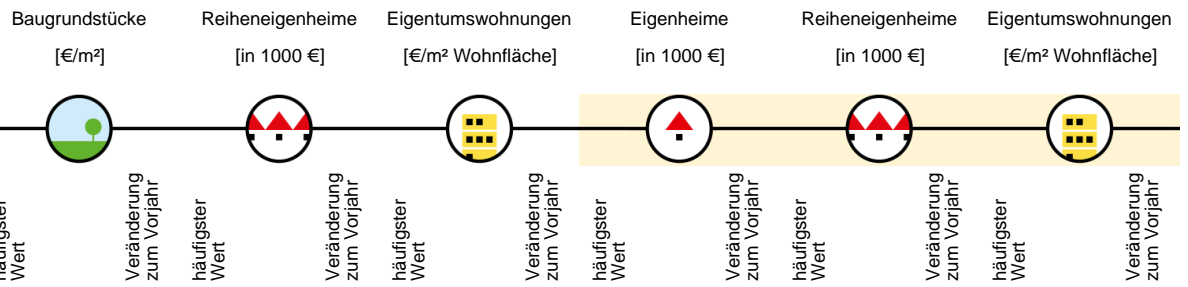 Baugrundstücke Reiheneigenheime Eigentumswohnungen Eigenheime Reiheneigenheime Eigentumswohnungen
[€/m²] [in 1000 €] [€/m² Wohnfläche] [in 1000 €] [in 1000 €] [€/m² Wohnfläche]
häufigster
Wert
Veränderung
zum Vorjahr
häufigster
Wert
Veränderung
zum Vorjahr
häufigster
Wert
Veränderung
zum Vorjahr
häufigster
Wert
Veränderung
zum Vorjahr
häufigster
Wert
Veränderung
zum Vorjahr
häufigster
Wert
Veränderung
zum Vorjahr